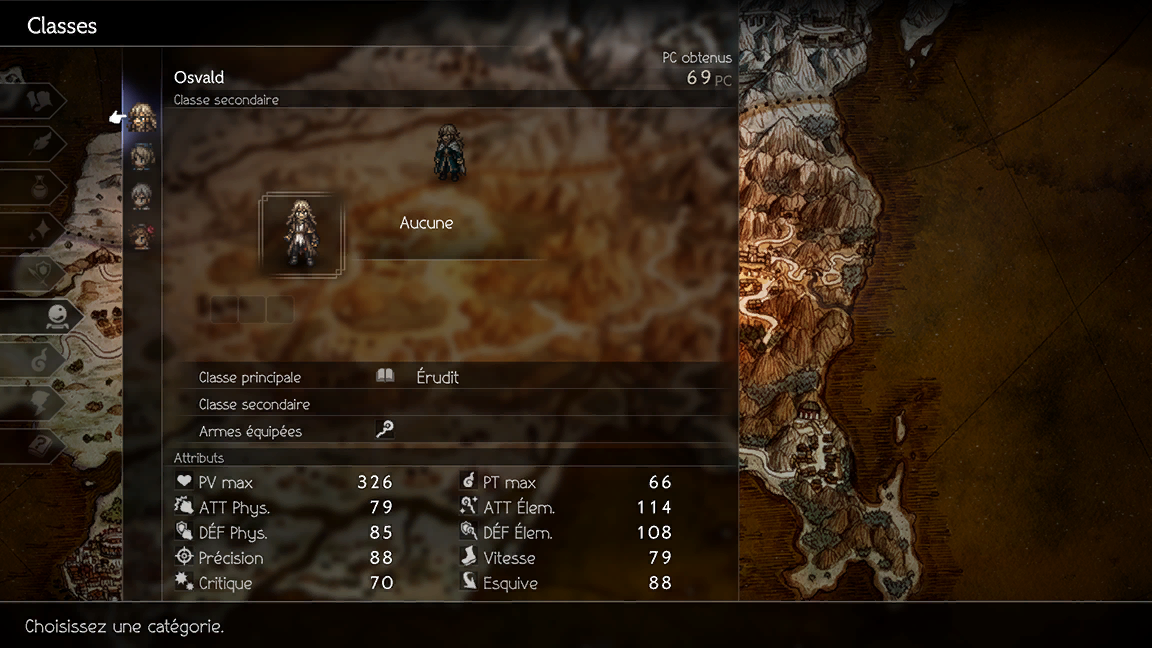 Classes
PC obtenus
Osvald
69 PC
Classe secondaire
Aucune
Classe principale Érudit
Classe secondaire
Armes équipées
Attributs
PV max 326 PT max 66
ATT Phys. 79 ATT Élem. 114
DÉF Phys. 85 DÉF Élem. 108
Précision 88 Vitesse 79
Critique 70 Esquive 88
Choisissez une catégorie.